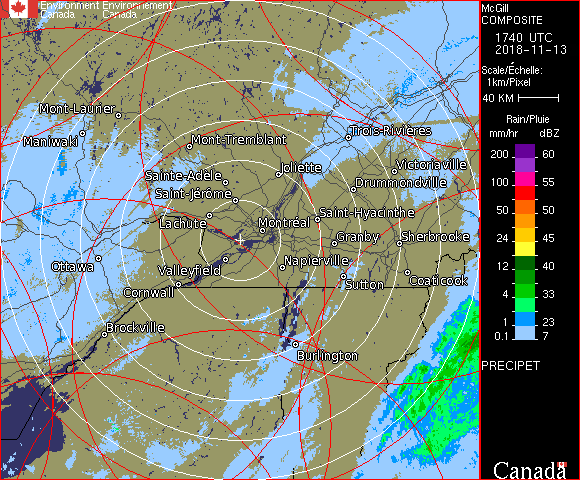 Environment Environnement
Canada Canada
McGill
COMPOSITE
1740 UTC
2018-11-13
Scale/Échelle:
1km/Pixel
40 KM
Rain/Pluie
mm/hr dBZ
200 60
100 55
50 50
24 45
12 40
4 33
1.0 23
0.1 7
PRECIPET
Canada
Mont-Laurier
Maniwaki
Mont-Tremblant
Trois-Rivières
Sainte-Adèle
Joliette
Victoriaville
Saint-Jérôme
Drummondville
Lachute
Montréal
Saint-Hyacinthe
Granby
Sherbrooke
Ottawa
Valleyfield
Napierville
Cornwall
Sutton
Coaticook
Brockville
Burlington